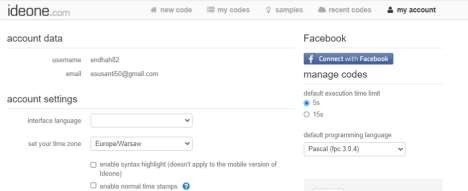 ideone.com
new code
my codes
samples
recent codes
my account
account data
username endhah82
email asusanti50@gmail.com
account settings
interface language
set your time zone Europe/Warsaw
enable syntax highlight (doesn't apply to the mobile version of
Ideone)
enable normal time stamps ?
Facebook
f Connect with Facebook
manage codes
default execution time limit
5s
15s
default programming language
Pascal (fpc 3.0.4)